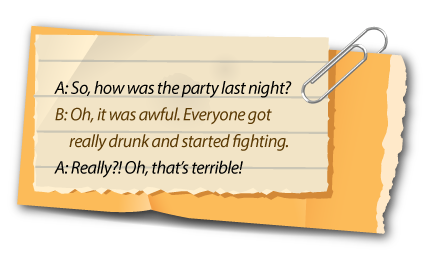 A: So, how was the party last night?
B: Oh, it was awful. Everyone got
really drunk and started fighting.
A: Really?! Oh, that's terrible!